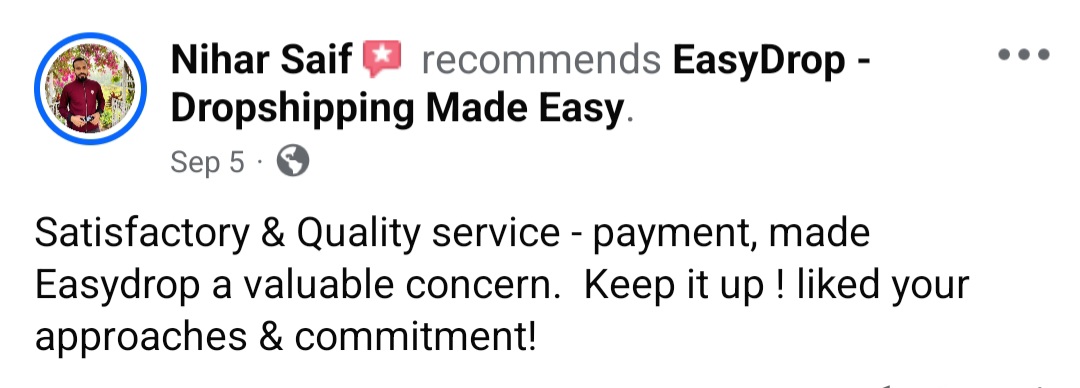 Nihar Saif recommends EasyDrop -
Dropshipping Made Easy.
Sep 5 ·
Satisfactory & Quality service - payment, made
Easydrop a valuable concern.  Keep it up ! liked your
approaches & commitment!